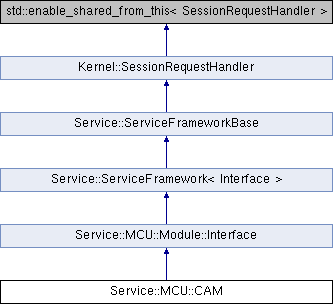 std::enable_shared_from_this< SessionRequestHandler >
Kernel::SessionRequestHandler
Service::ServiceFrameworkBase
Service::ServiceFramework< Interface >
Service::MCU::Module::Interface
Service::MCU::CAM